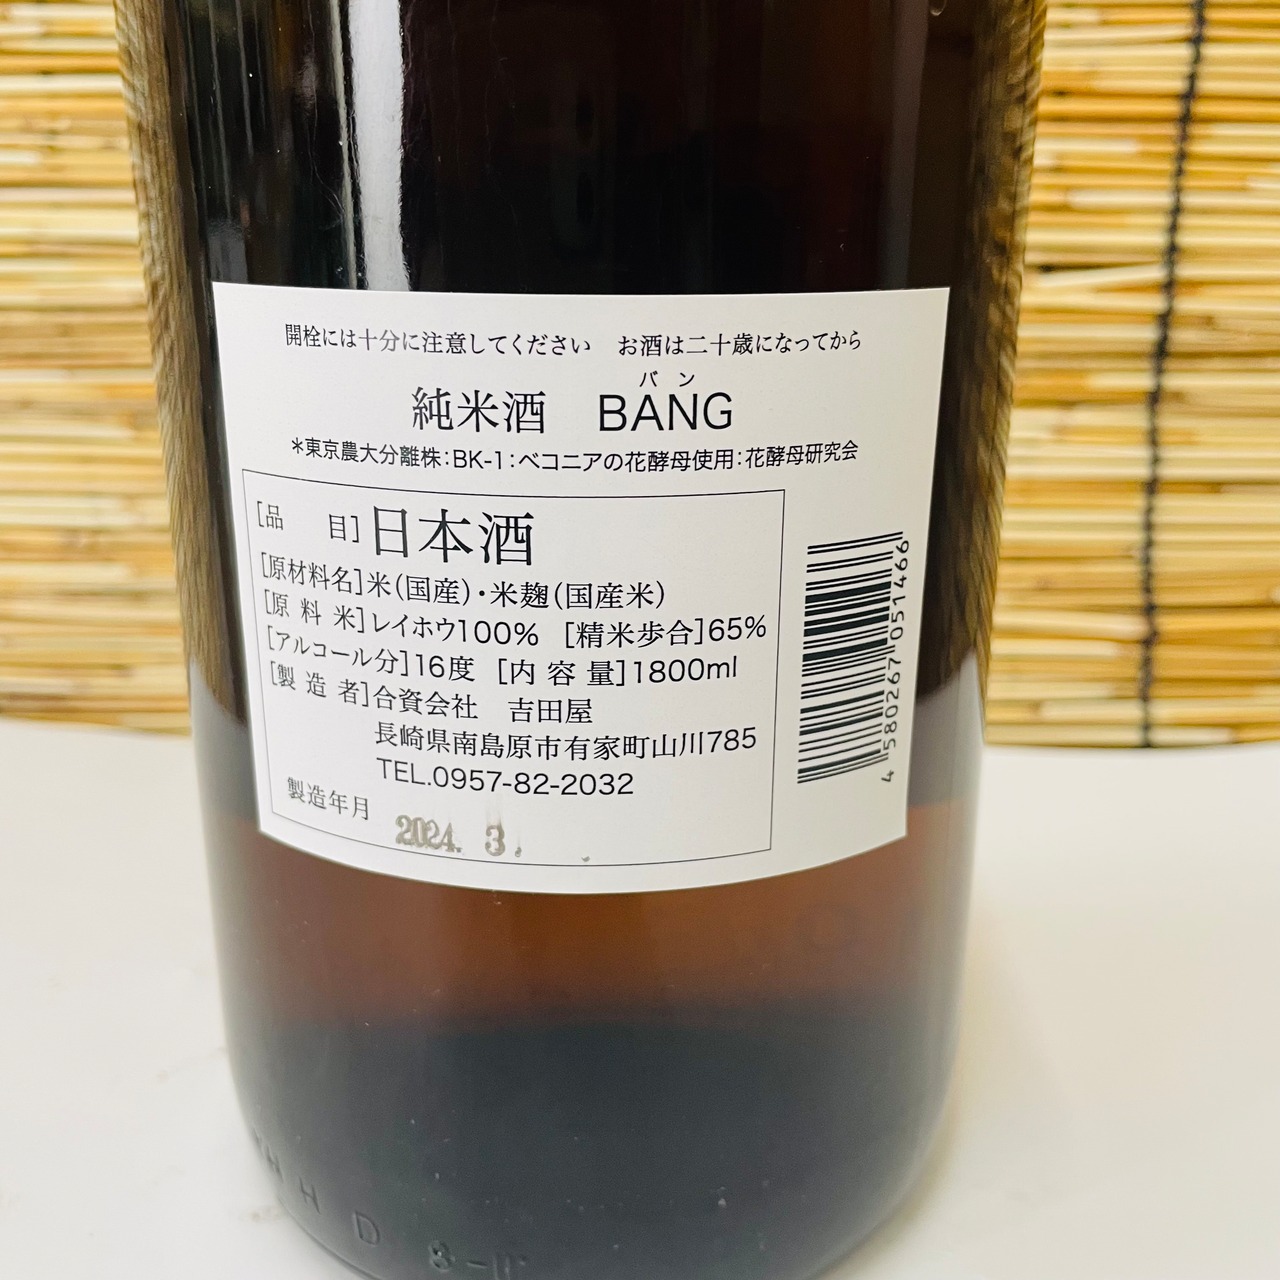 開栓には十分に注意してください　お酒は二十歳になってから
バン
純米酒　BANG
*東京農大分離株:BK-1:ベコニアの花酵母使用:花酵母研究会
[品　目]日本酒
[原材料名]米(国産)・米麹(国産米)
[原 料 米]レイホウ100%　[精米歩合]65%
[アルコール分]16度　[内 容 量]1800ml
[製 造 者]合資会社　吉田屋
長崎県南島原市有家町山川785
TEL.0957-82-2032
製造年月　2024. 3.
4 580267 051466